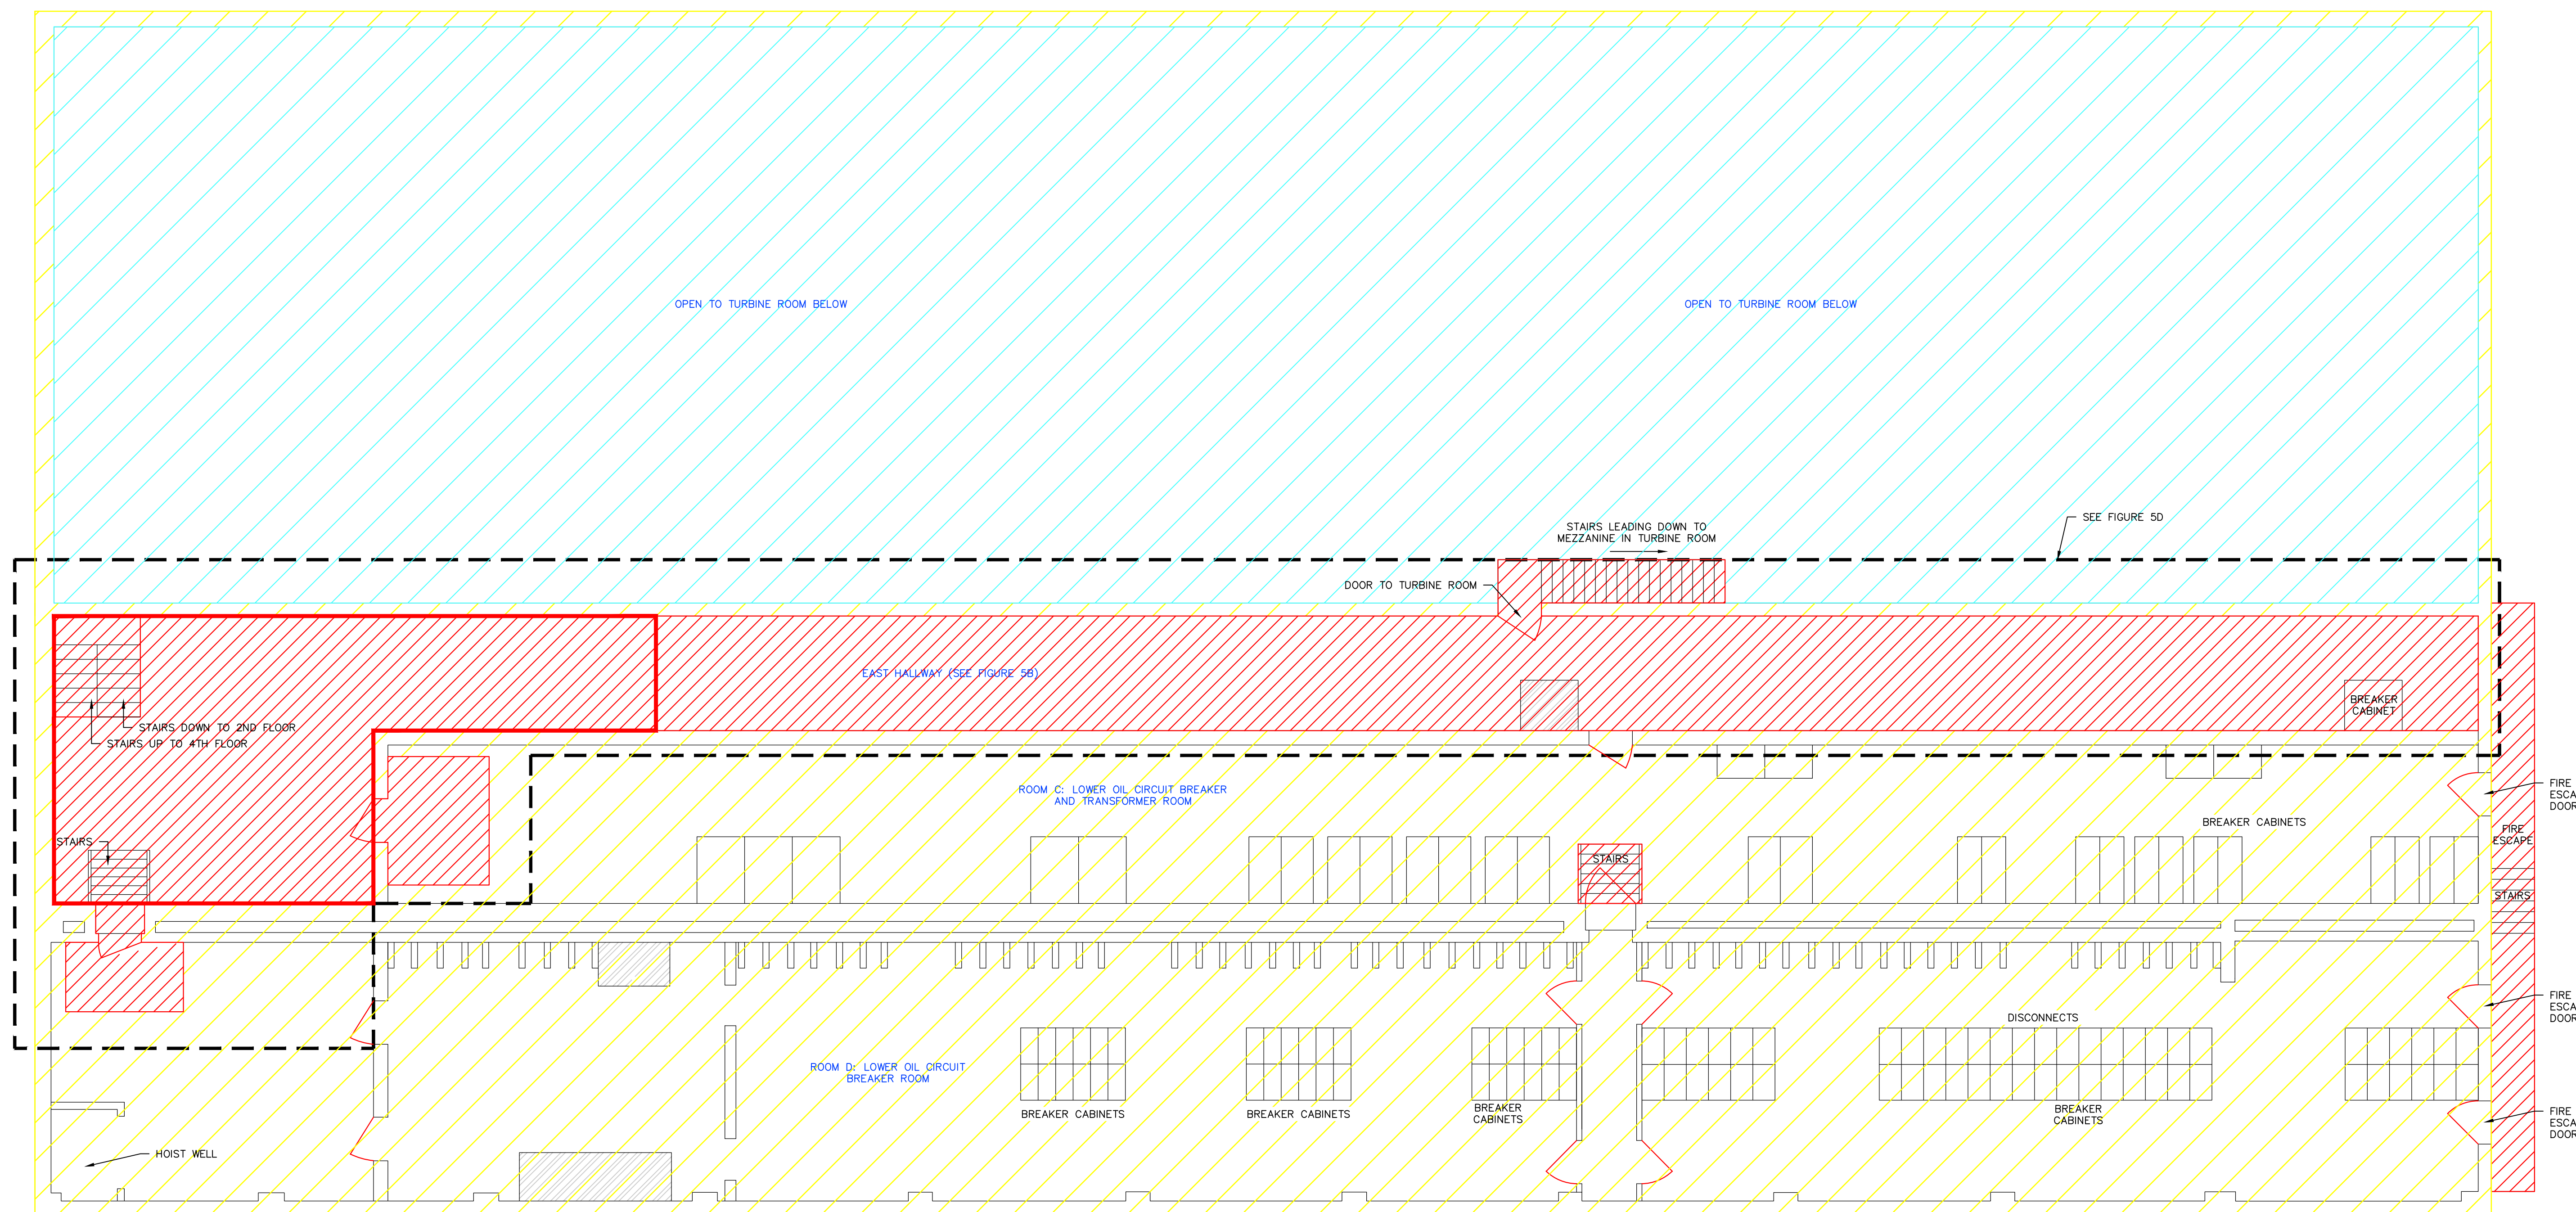 OPEN TO TURBINE ROOM BELOW
OPEN TO TURBINE ROOM BELOW
SEE FIGURE 5D
STAIRS LEADING DOWN TO
MEZZANINE IN TURBINE ROOM
DOOR TO TURBINE ROOM
EAST HALLWAY (SEE FIGURE 5B)
BREAKER
CABINET
STAIRS DOWN TO 2ND FLOOR
STAIRS UP TO 4TH FLOOR
ROOM C: LOWER OIL CIRCUIT BREAKER
AND TRANSFORMER ROOM
FIRE
ESCA
DOOR
BREAKER CABINETS
FIRE
ESCAPE
STAIRS
STAIRS
STAIRS
FIRE
ESCA
DOOR
DISCONNECTS
ROOM D: LOWER OIL CIRCUIT
BREAKER ROOM
BREAKER CABINETS
BREAKER CABINETS
BREAKER
CABINETS
BREAKER
CABINETS
FIRE
ESCA
DOOR
HOIST WELL